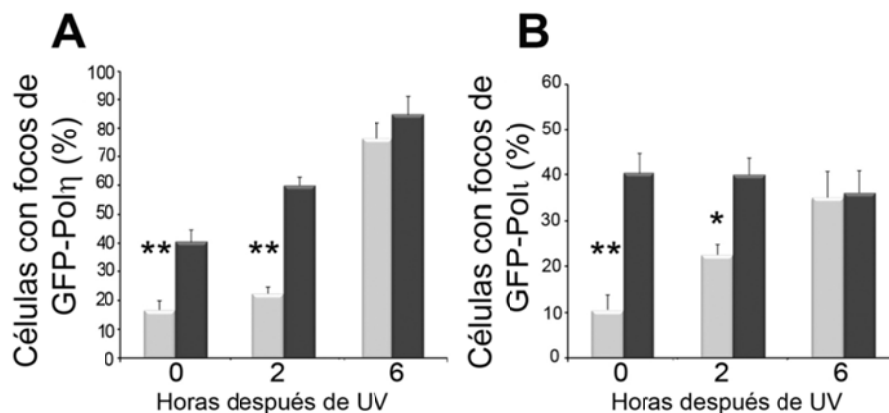 A
Células con focos de
GFP-Polη (%)
100
90
80
70
60
50
40
30
20
10
0
**
**
0 2 6
Horas después de UV
B
Células con focos de
GFP-Polι (%)
60
50
40
30
20
10
0
**
*
0 2 6
Horas después de UV